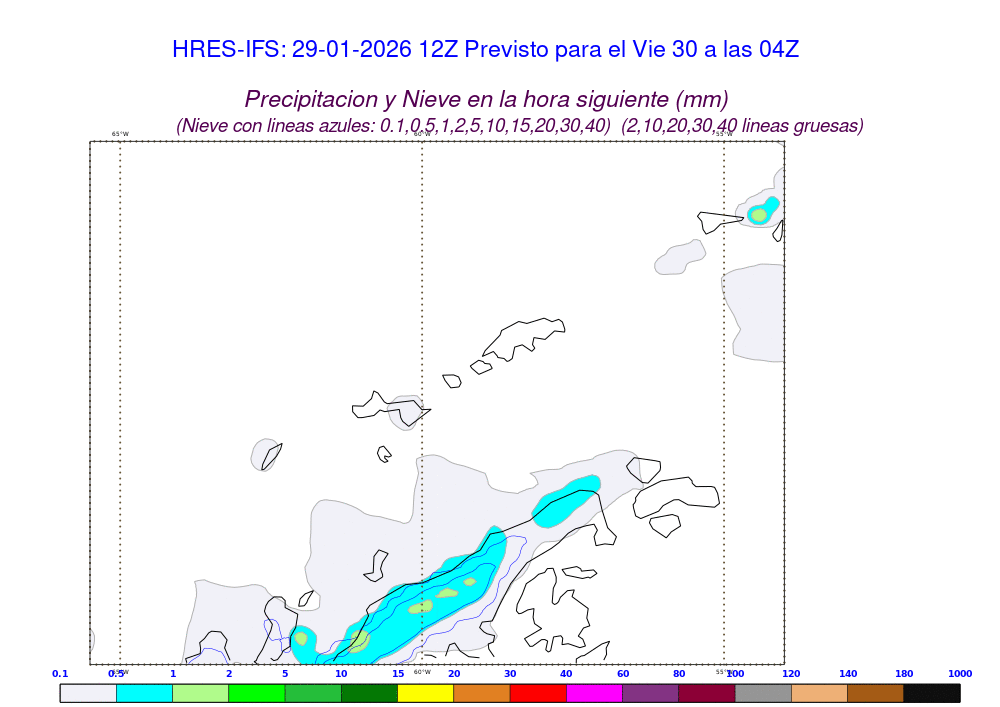 HRES-IFS: 29-01-2026 12Z Previsto para el Vie 30 a las 04Z
Precipitacion y Nieve en la hora siguiente (mm)
(Nieve con lineas azules: 0.1,0.5,1,2,5,10,15,20,30,40)  (2,10,20,30,40 lineas gruesas)
65°W 60°W 55°W
65°W 60°W 55°W
0.1 0.5 1 2 5 10 15 20 30 40 60 80 100 120 140 180 1000